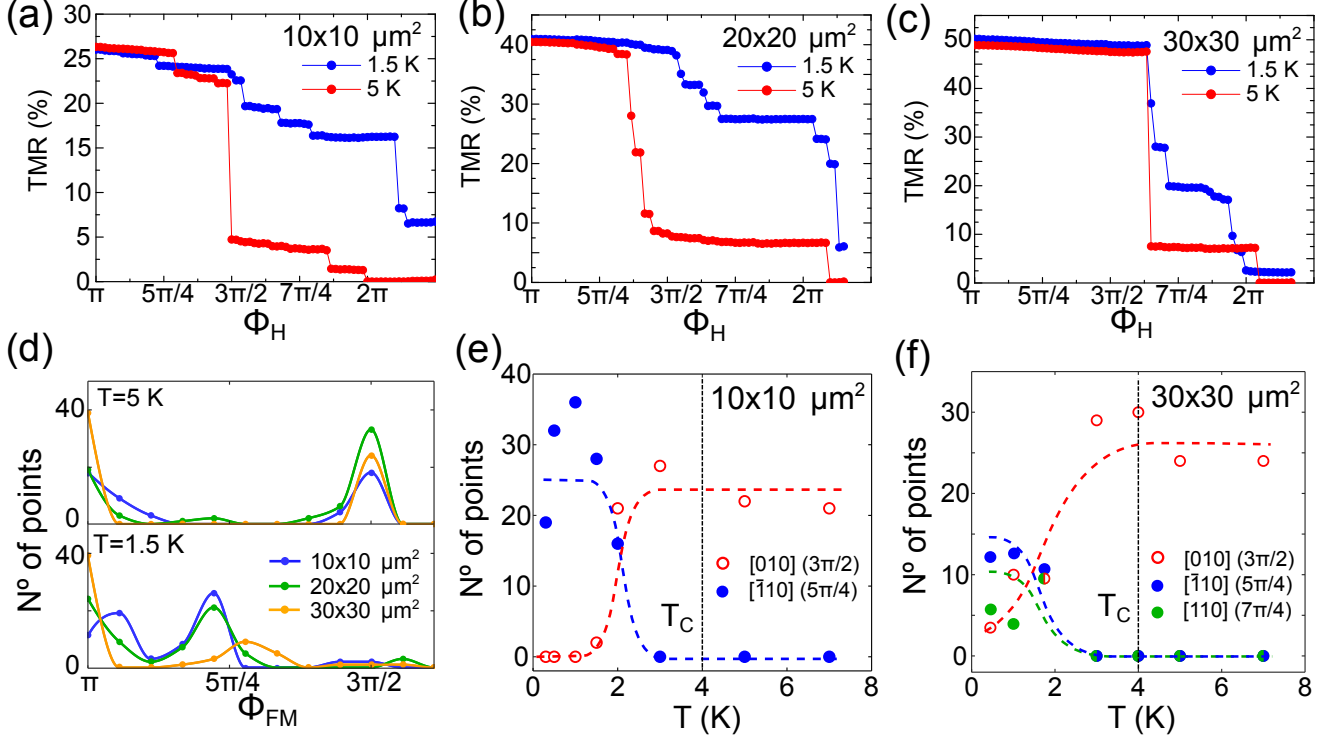 (a)
10x10 μm²
1.5 K
5 K
TMR (%)
30
25
20
15
10
5
0
π
5π/4
3π/2
7π/4
2π
Φ_H
(b)
20x20 μm²
1.5 K
5 K
TMR (%)
40
30
20
10
0
π
5π/4
3π/2
7π/4
2π
Φ_H
(c)
30x30 μm²
1.5 K
5 K
TMR (%)
50
40
30
20
10
0
π
5π/4
3π/2
7π/4
2π
Φ_H
(d)
T=5 K
40
0
T=1.5 K
10x10 μm²
20x20 μm²
30x30 μm²
40
0
Nº of points
π
5π/4
3π/2
Φ_FM
(e)
10x10 μm²
[010] (3π/2)
[1̄10] (5π/4)
T_C
Nº of points
40
30
20
10
0
0
2
4
6
8
T (K)
(f)
30x30 μm²
[010] (3π/2)
[1̄10] (5π/4)
[110] (7π/4)
T_C
Nº of points
30
20
10
0
0
2
4
6
8
T (K)